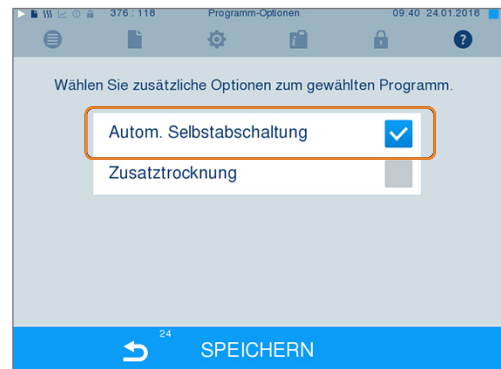 376 : 118 Programm-Optionen 09:40 24.01.2018
Wählen Sie zusätzliche Optionen zum gewählten Programm.
Autom. Selbstabschaltung
Zusatztrocknung
24
SPEICHERN